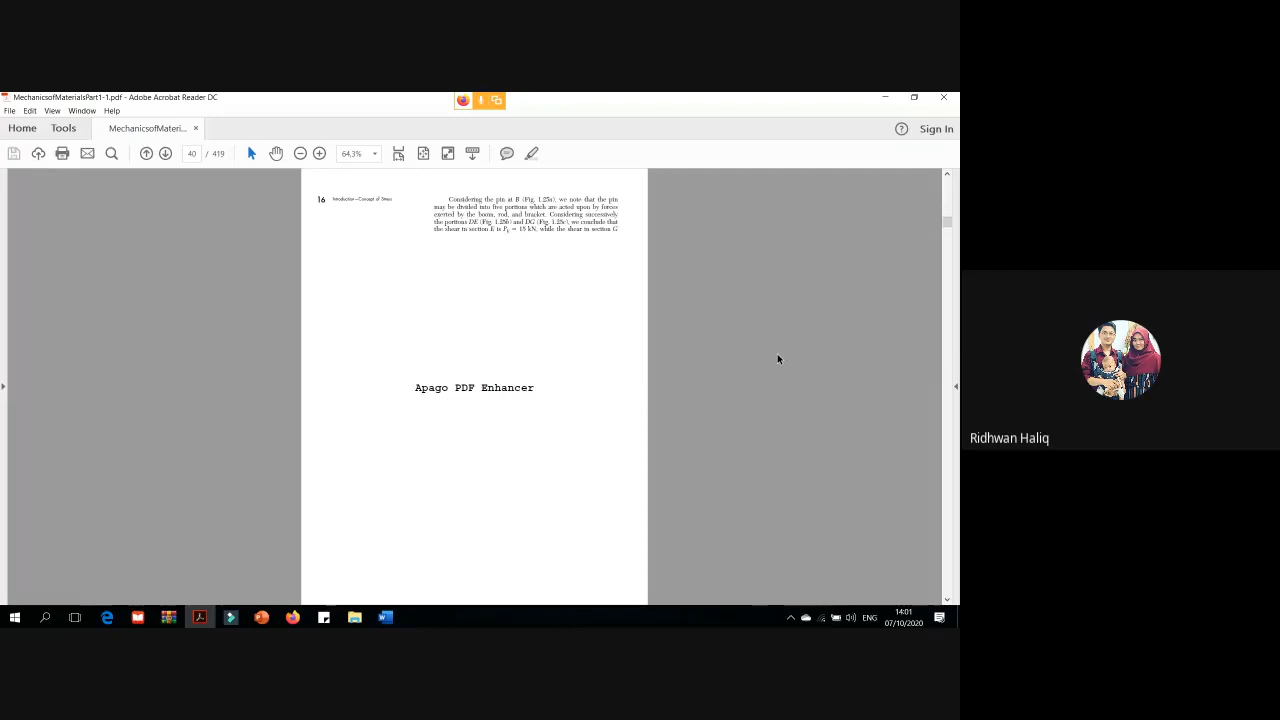 MechanicsofMaterialsPart1-1.pdf - Adobe Acrobat Reader DC
File Edit View Window Help
Home Tools MechanicsofMateri... × Sign In
40 / 419 64,3%
16 Introduction—Concept of Stress
Considering the pin at B (Fig. 1.25a), we note that the pin
may be divided into five portions which are acted upon by forces
exerted by the boom, rod, and bracket. Considering successively
the portions DE (Fig. 1.25b) and DG (Fig. 1.25c), we conclude that
the shear in section E is PE = 15 kN, while the shear in section G
Apago PDF Enhancer
Ridhwan Haliq
ENG
14:01
07/10/2020